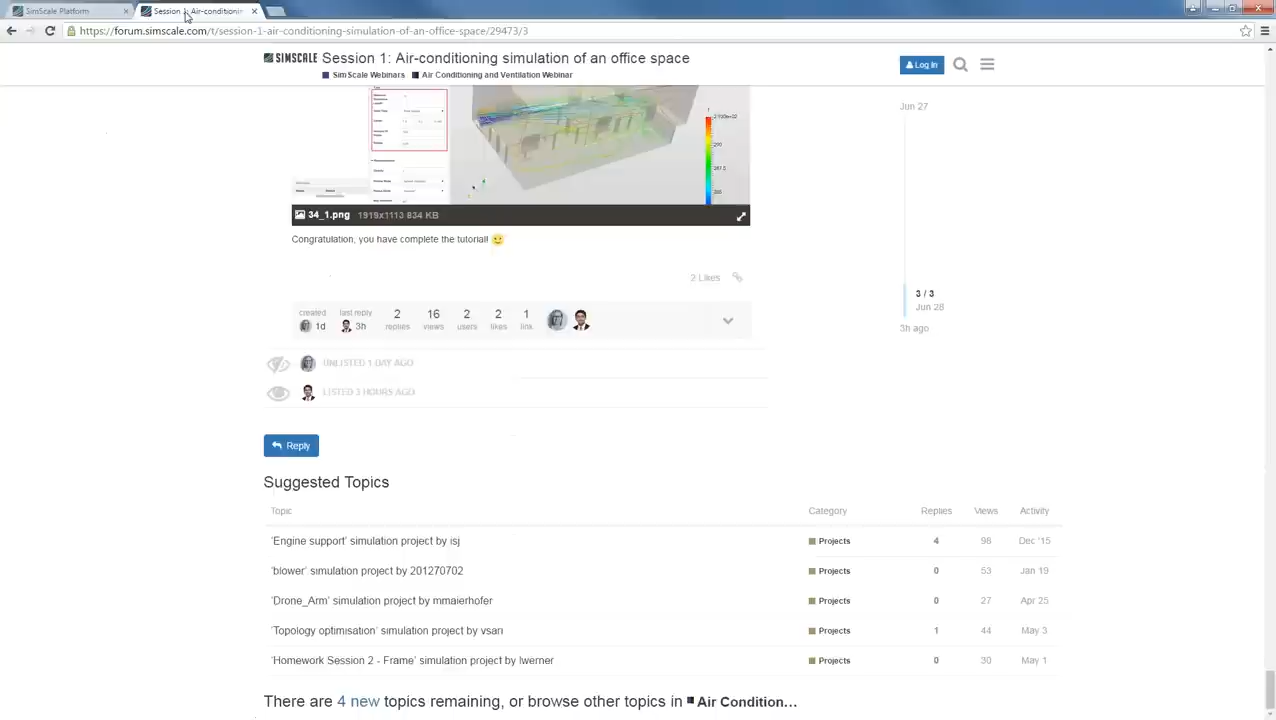 SimScale Platform
Session 1: Air-conditionin
https://forum.simscale.com/t/session-1-air-conditioning-simulation-of-an-office-space/29473/3
SIMSCALE Session 1: Air-conditioning simulation of an office space
SimScale Webinars Air Conditioning and Ventilation Webinar
Log In
Jun 27
34_1.png 1919x1113 834 KB
Congratulation, you have complete the tutorial!
2 Likes
created last reply 2 16 2 2 1
1d 3h replies views users likes link
3 / 3
Jun 28
3h ago
UNLISTED 1 DAY AGO
LISTED 3 HOURS AGO
Reply
Suggested Topics
Topic Category Replies Views Activity
'Engine support' simulation project by isj Projects 4 98 Dec '15
'blower' simulation project by 201270702 Projects 0 53 Jan 19
'Drone_Arm' simulation project by mmaierhofer Projects 0 27 Apr 25
'Topology optimisation' simulation project by vsari Projects 1 44 May 3
'Homework Session 2 - Frame' simulation project by lwerner Projects 0 30 May 1
There are 4 new topics remaining, or browse other topics in Air Condition…